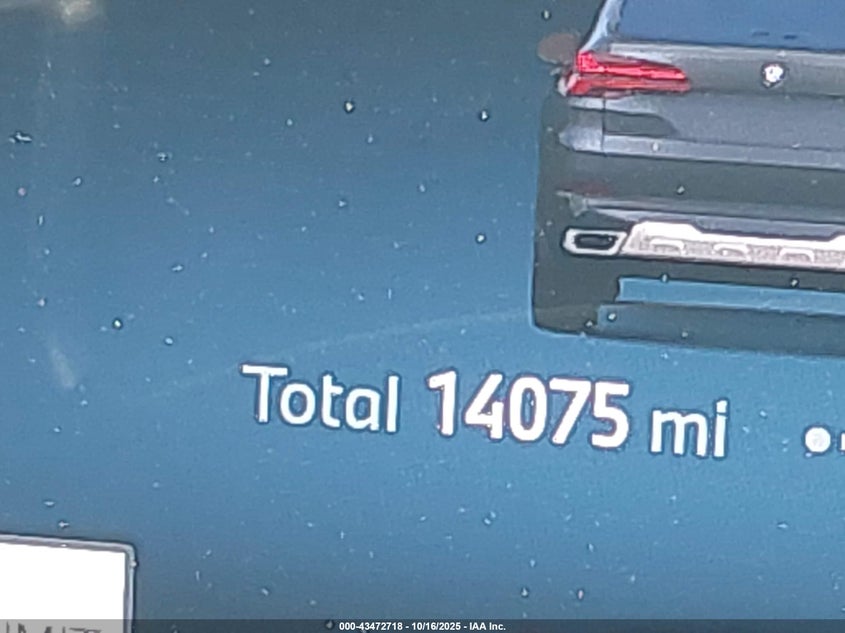 Total 14075 mi
000-43472718 - 10/16/2025 - IAA Inc.